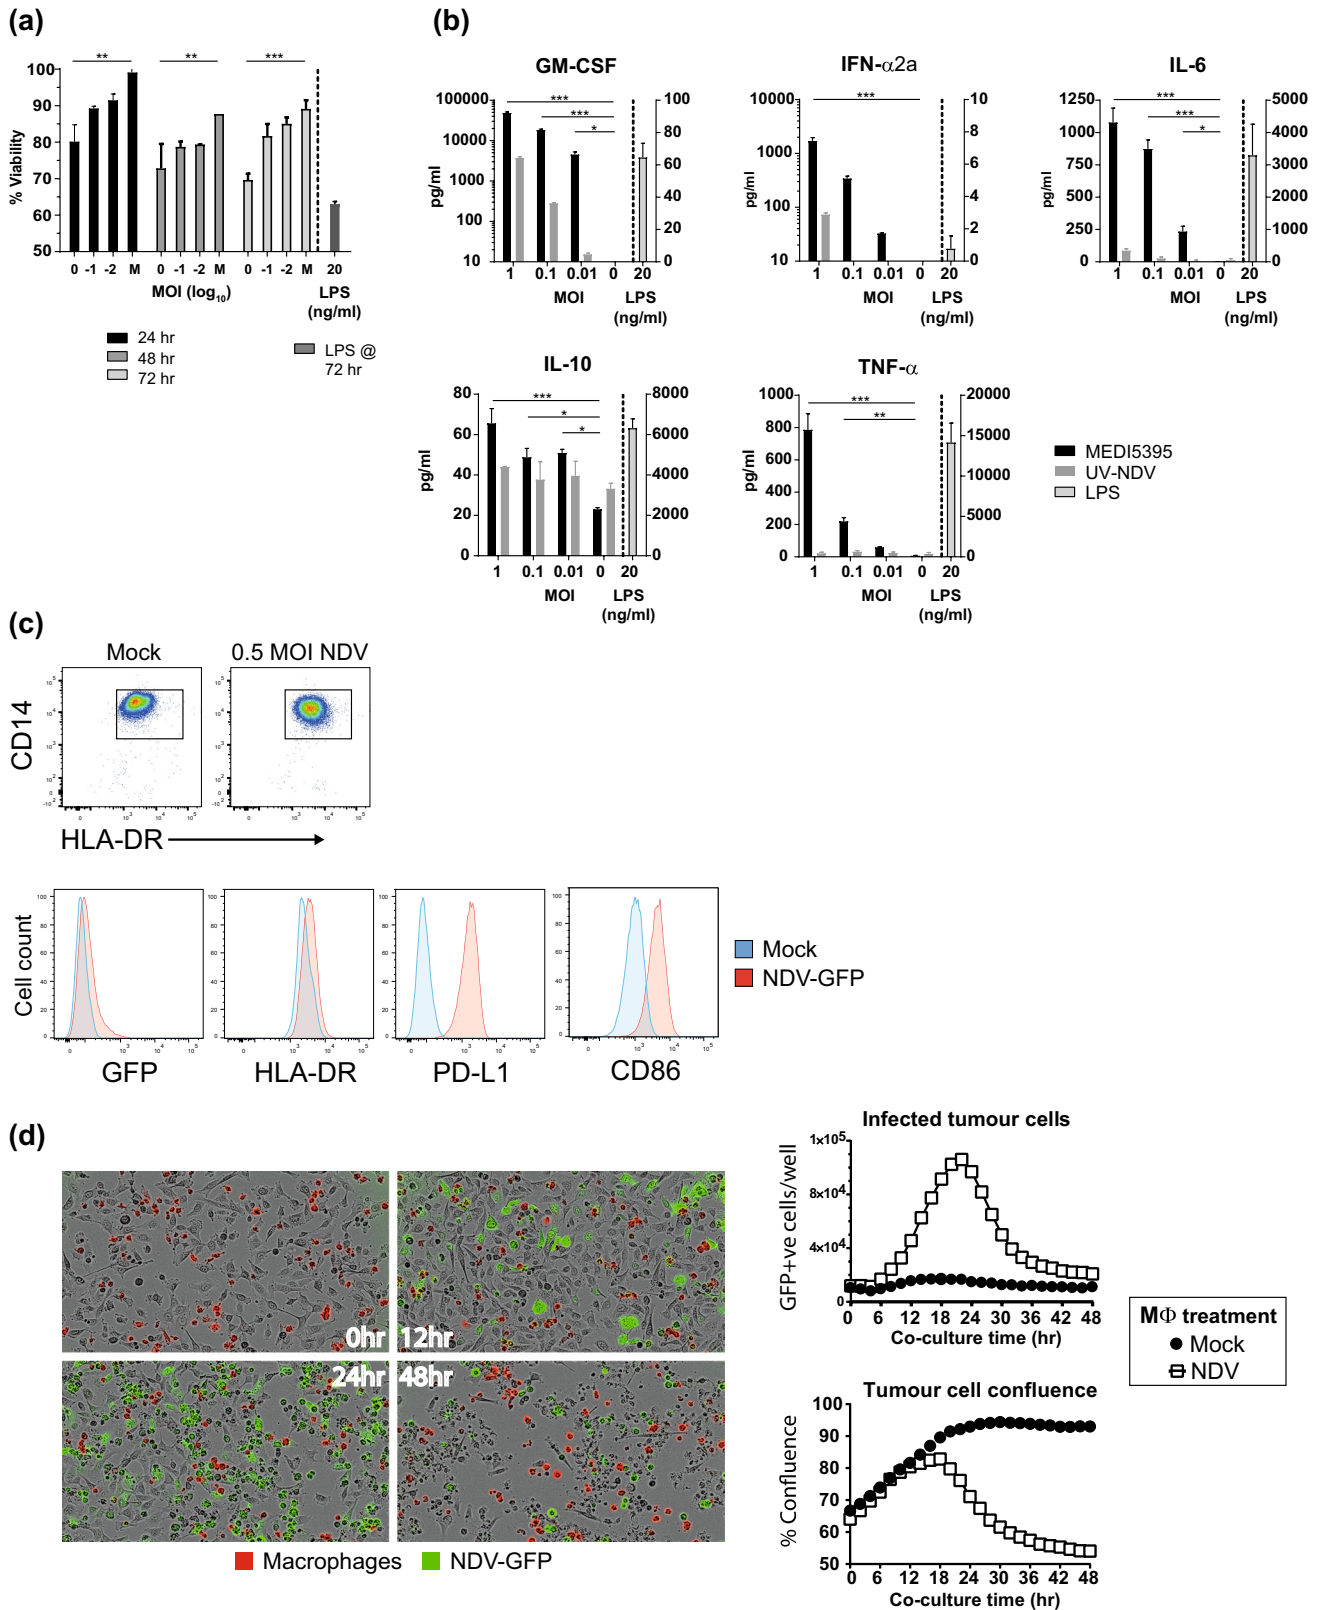 (a)
% Viability
100
90
80
70
60
50
** ** ***
0 -1 -2 M 0 -1 -2 M 0 -1 -2 M 20
MOI (log10)
LPS
(ng/ml)
24 hr
48 hr
72 hr
LPS @
72 hr
(b)
GM-CSF
pg/ml
100000
10000
1000
100
10
***
***
*
100
80
60
40
20
0
1 0.1 0.01 0 20
MOI
LPS
(ng/ml)
IFN-α2a
pg/ml
10000
1000
100
10
***
10
8
6
4
2
0
1 0.1 0.01 0 20
MOI
LPS
(ng/ml)
IL-6
pg/ml
1250
1000
750
500
250
0
***
***
*
5000
4000
3000
2000
1000
0
1 0.1 0.01 0 20
MOI
LPS
(ng/ml)
IL-10
pg/ml
80
60
40
20
0
***
*
*
8000
6000
4000
2000
0
1 0.1 0.01 0 20
MOI
LPS
(ng/ml)
TNF-α
pg/ml
1000
800
600
400
200
0
***
**
20000
15000
10000
5000
0
1 0.1 0.01 0 20
MOI
LPS
(ng/ml)
MEDI5395
UV-NDV
LPS
(c)
Mock
0.5 MOI NDV
CD14
HLA-DR
Cell count
GFP
HLA-DR
PD-L1
CD86
Mock
NDV-GFP
(d)
0hr 12hr
24hr 48hr
Macrophages
NDV-GFP
Infected tumour cells
GFP+ve cells/well
1×10^5
8×10^4
4×10^4
0
0 6 12 18 24 30 36 42 48
Co-culture time (hr)
Tumour cell confluence
% Confluence
100
90
80
70
60
50
0 6 12 18 24 30 36 42 48
Co-culture time (hr)
MΦ treatment
Mock
NDV